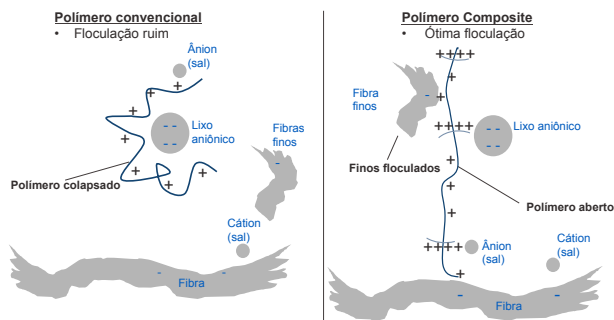 Polímero convencional
• Floculação ruim
Ânion
(sal)
+
+
+
- -
- -
Lixo
aniônico
Fibras
finos
-
+
+
+
Polímero colapsado
Cátion
(sal)
- -
Fibra
Polímero Composite
• Ótima floculação
++++
+
Fibra
finos
-
+
++++
- -
- -
Lixo aniônico
Finos floculados
+
+
Polímero aberto
+
++++
Ânion
(sal)
Cátion
(sal)
+
- -
Fibra